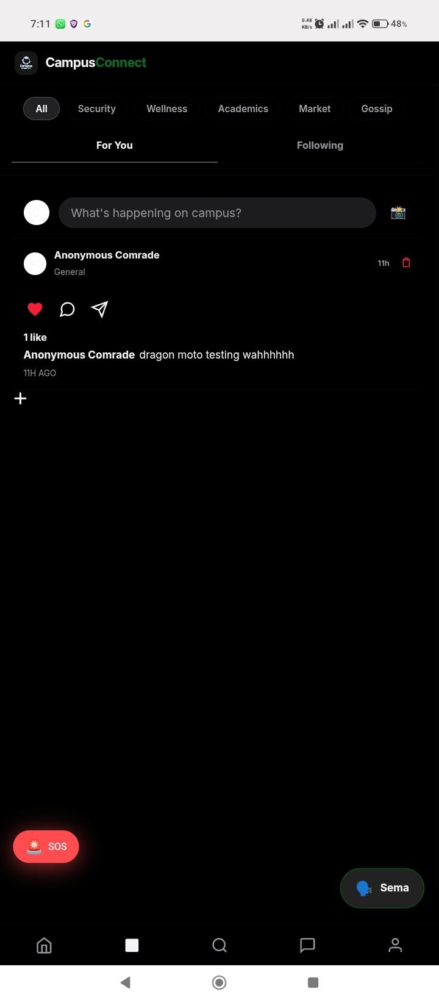 7:11
0.48
KB/s
48%
CampusConnect
All Security Wellness Academics Market Gossip
For You Following
C What's happening on campus?
AC Anonymous Comrade
General
11h
1 like
Anonymous Comrade dragon moto testing wahhhhhh
11H AGO
SOS
Sema